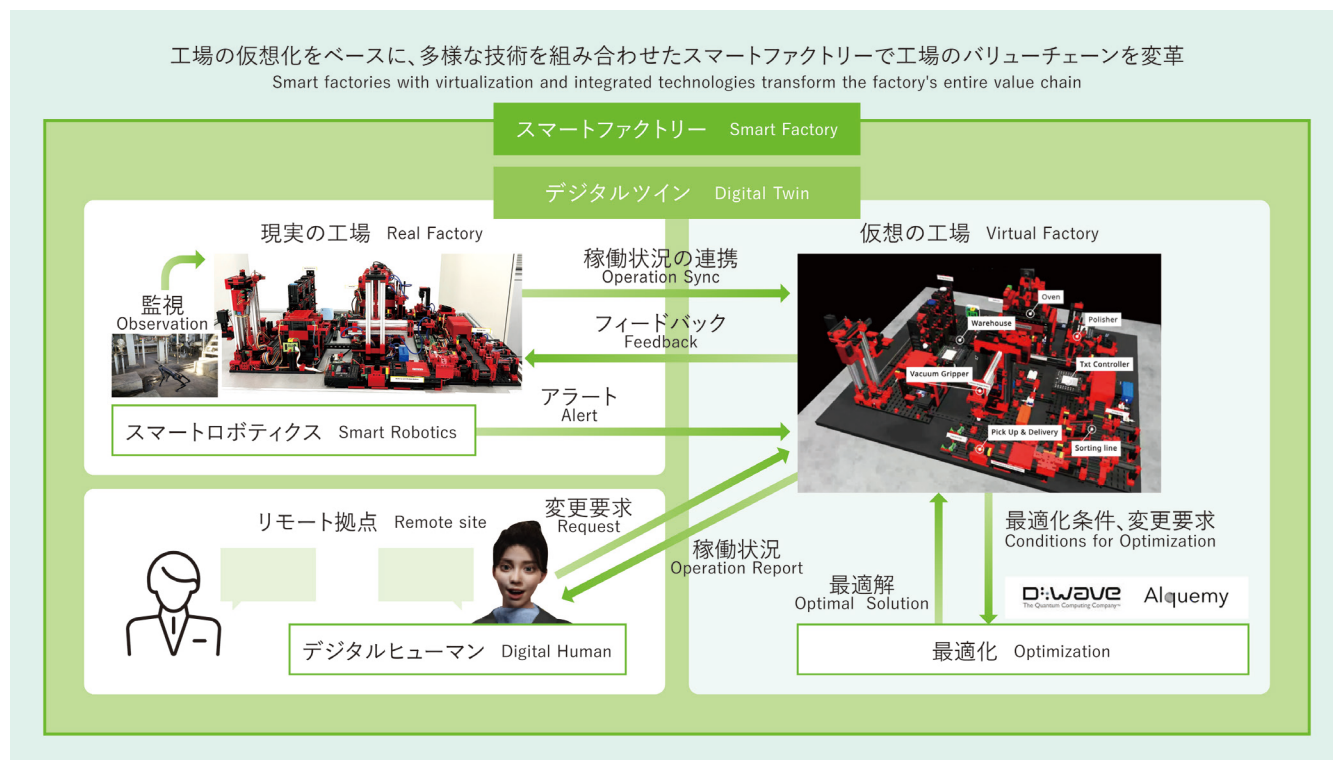 工場の仮想化をベースに、多様な技術を組み合わせたスマートファクトリーで工場のバリューチェーンを変革
Smart factories with virtualization and integrated technologies transform the factory's entire value chain
スマートファクトリー Smart Factory
デジタルツイン Digital Twin
現実の工場 Real Factory
監視
Observation
スマートロボティクス Smart Robotics
稼働状況の連携
Operation Sync
フィードバック
Feedback
アラート
Alert
仮想の工場 Virtual Factory
Oven
Polisher
Warehouse
Txt Controller
Vacuum Gripper
Pick Up & Delivery
Sorting line
リモート拠点 Remote site
変更要求
Request
稼働状況
Operation Report
デジタルヒューマン Digital Human
最適解
Optimal Solution
最適化条件、変更要求
Conditions for Optimization
D:wave
The Quantum Computing Company™
Alquemy
最適化 Optimization